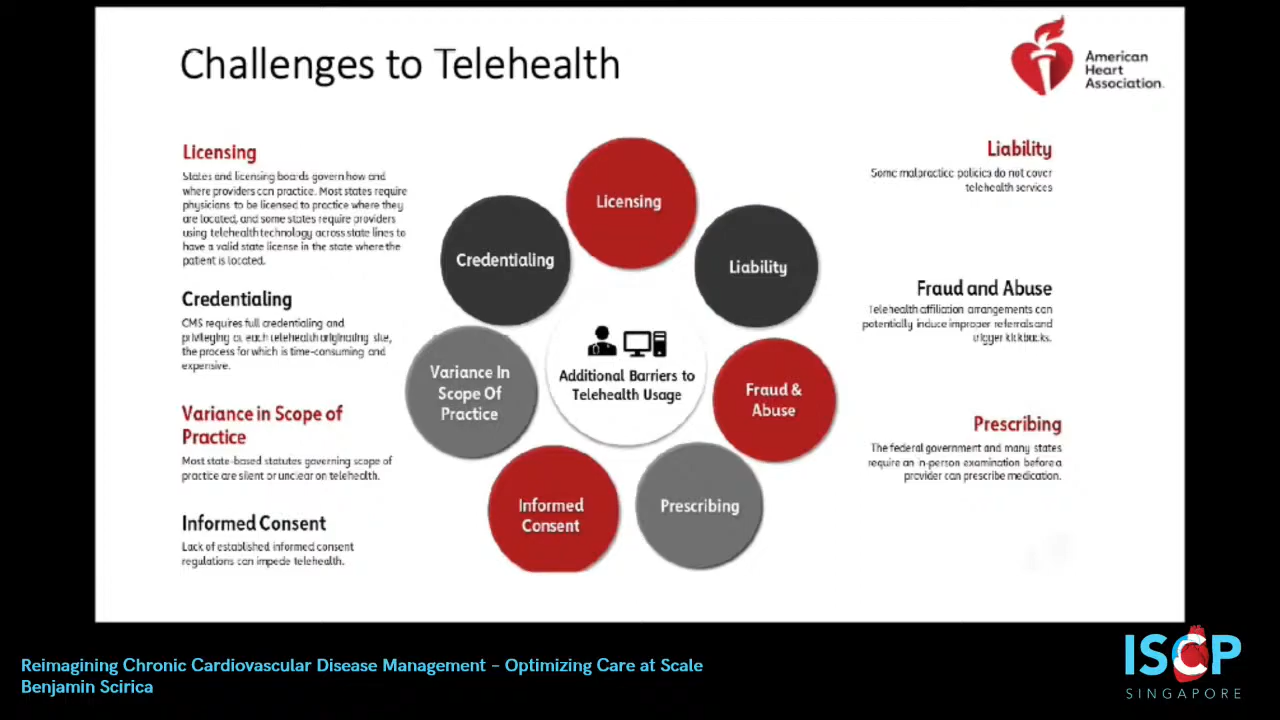 Challenges to Telehealth
American
Heart
Association.
Licensing
States and licensing boards govern how and
where providers can practice. Most states require
physicians to be licensed to practice where they
are located, and some states require providers
using telehealth technology across state lines to
have a valid state license in the state where the
patient is located.
Credentialing
CMS requires full credentialing and
privileging at each telehealth originating site,
the process for which is time-consuming and
expensive.
Variance in Scope of
Practice
Most state-based statutes governing scope of
practice are silent or unclear on telehealth.
Informed Consent
Lack of established informed consent
regulations can impede telehealth.
Licensing
Credentialing
Liability
Additional Barriers to
Telehealth Usage
Variance In
Scope Of
Practice
Fraud &
Abuse
Informed
Consent
Prescribing
Liability
Some malpractice policies do not cover
telehealth services
Fraud and Abuse
Telehealth affiliation arrangements can
potentially induce improper referrals and
trigger kickbacks.
Prescribing
The federal government and many states
require an in-person examination before a
provider can prescribe medication.
Reimagining Chronic Cardiovascular Disease Management – Optimizing Care at Scale
Benjamin Scirica
ISCP
SINGAPORE